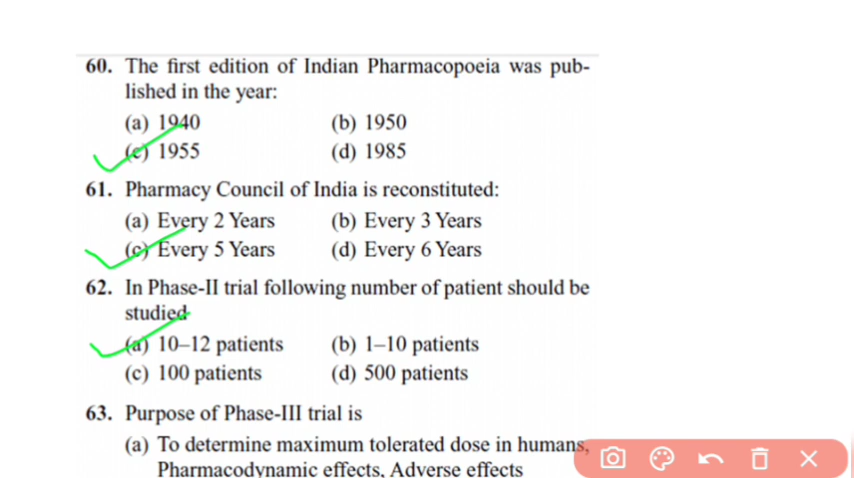 60. The first edition of Indian Pharmacopoeia was pub-
lished in the year:
(a) 1940 (b) 1950
(c) 1955 (d) 1985
61. Pharmacy Council of India is reconstituted:
(a) Every 2 Years (b) Every 3 Years
(c) Every 5 Years (d) Every 6 Years
62. In Phase-II trial following number of patient should be
studied
(a) 10–12 patients (b) 1–10 patients
(c) 100 patients (d) 500 patients
63. Purpose of Phase-III trial is
(a) To determine maximum tolerated dose in humans,
Pharmacodynamic effects, Adverse effects